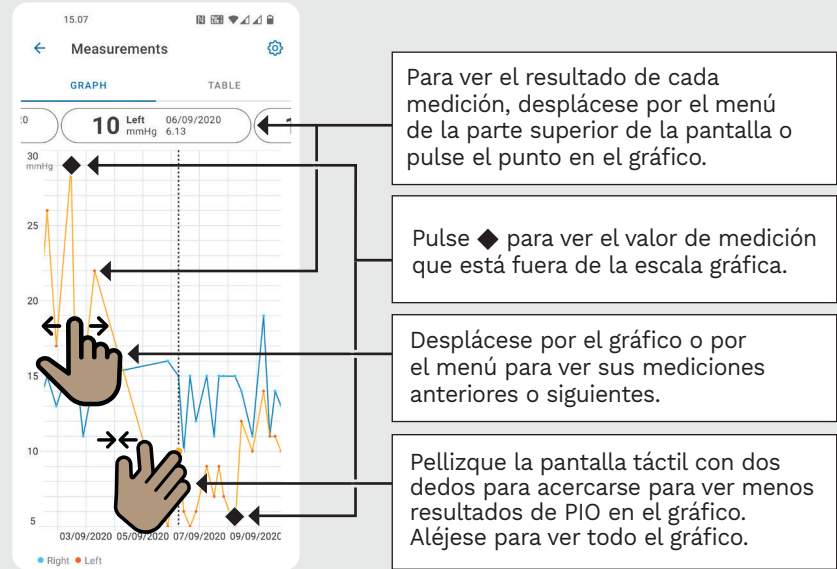 15.07
Measurements
GRAPH
TABLE
10 Left mmHg 06/09/2020 6.13
30
mmHg
25
20
15
10
5
03/09/2020 05/09/2020 07/09/2020 09/09/2020
Right Left
Para ver el resultado de cada
medición, desplácese por el menú
de la parte superior de la pantalla o
pulse el punto en el gráfico.
Pulse ◆ para ver el valor de medición
que está fuera de la escala gráfica.
Desplácese por el gráfico o por
el menú para ver sus mediciones
anteriores o siguientes.
Pellizque la pantalla táctil con dos
dedos para acercarse para ver menos
resultados de PIO en el gráfico.
Aléjese para ver todo el gráfico.